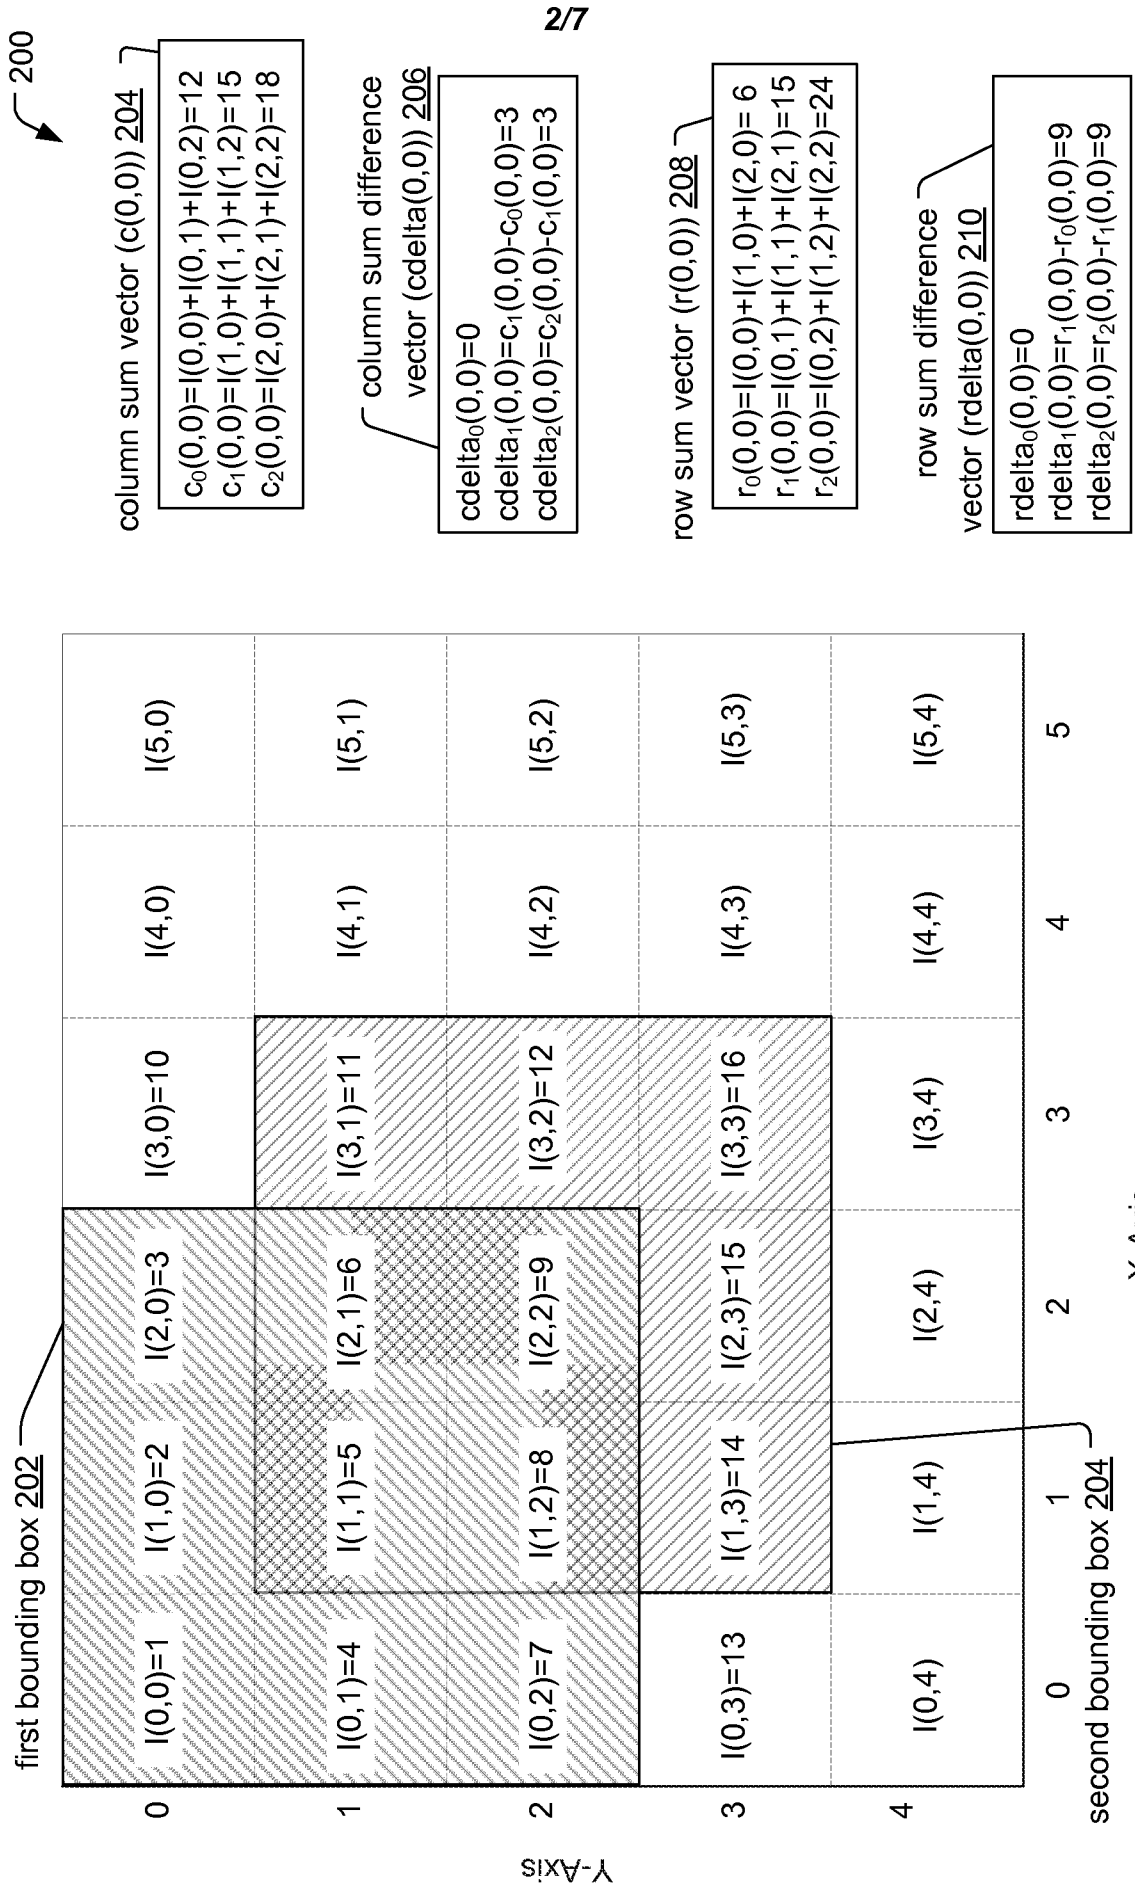 2/7
200
first bounding box 202
I(0,0)=1 I(1,0)=2 I(2,0)=3 I(3,0)=10 I(4,0) I(5,0)
I(0,1)=4 I(1,1)=5 I(2,1)=6 I(3,1)=11 I(4,1) I(5,1)
I(0,2)=7 I(1,2)=8 I(2,2)=9 I(3,2)=12 I(4,2) I(5,2)
I(0,3)=13 I(1,3)=14 I(2,3)=15 I(3,3)=16 I(4,3) I(5,3)
I(0,4) I(1,4) I(2,4) I(3,4) I(4,4) I(5,4)
Y-Axis
0
1
2
3
4
0 1 2 3 4 5
second bounding box 204
column sum vector (c(0,0)) 204
c₀(0,0)=I(0,0)+I(0,1)+I(0,2)=12
c₁(0,0)=I(1,0)+I(1,1)+I(1,2)=15
c₂(0,0)=I(2,0)+I(2,1)+I(2,2)=18
column sum difference
vector (cdelta(0,0)) 206
cdelta₀(0,0)=0
cdelta₁(0,0)=c₁(0,0)-c₀(0,0)=3
cdelta₂(0,0)=c₂(0,0)-c₁(0,0)=3
row sum vector (r(0,0)) 208
r₀(0,0)=I(0,0)+I(1,0)+I(2,0)= 6
r₁(0,0)=I(0,1)+I(1,1)+I(2,1)=15
r₂(0,0)=I(0,2)+I(1,2)+I(2,2)=24
row sum difference
vector (rdelta(0,0)) 210
rdelta₀(0,0)=0
rdelta₁(0,0)=r₁(0,0)-r₀(0,0)=9
rdelta₂(0,0)=r₂(0,0)-r₁(0,0)=9